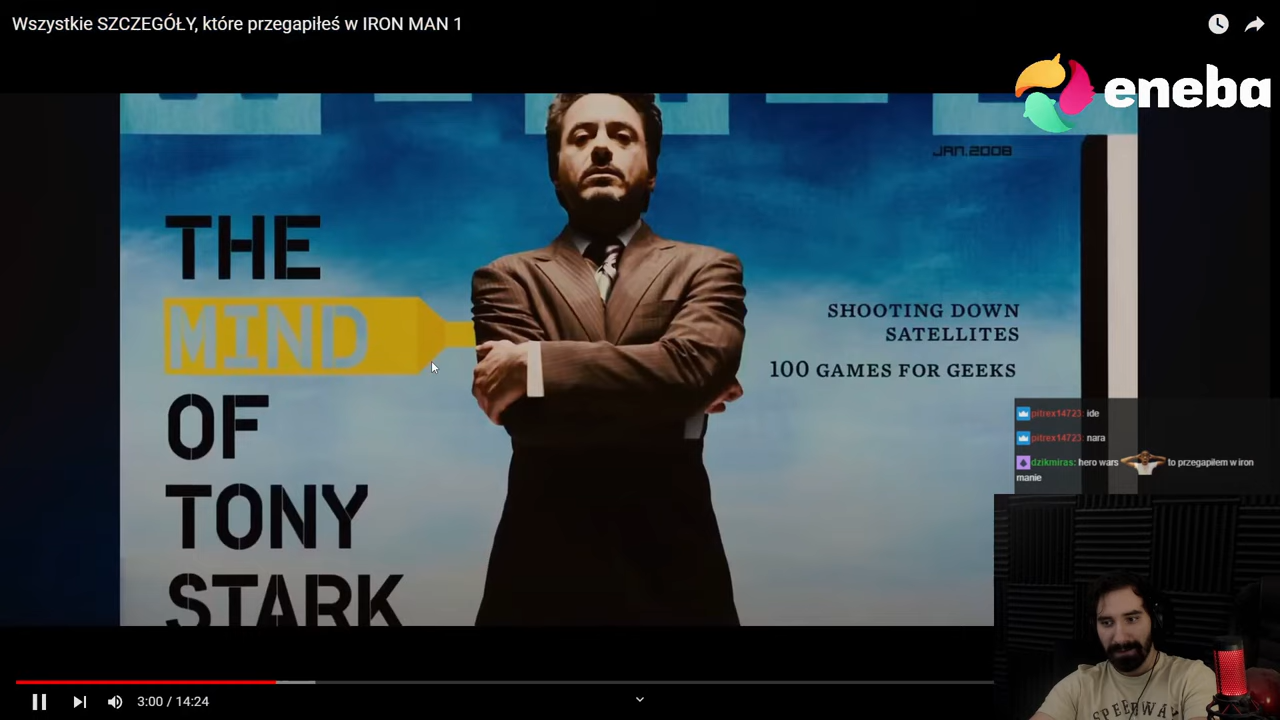 Wszystkie SZCZEGÓŁY, które przegapiłeś w IRON MAN 1
eneba
JAN.2008
THE
MIND
OF
TONY
STARK
SHOOTING DOWN
SATELLITES
100 GAMES FOR GEEKS
pitrex14723: ide
pitrex14723: nara
dzikmiras: hero wars to przegapiłem w iron
manie
SPEEDWAY
3:00 / 14:24